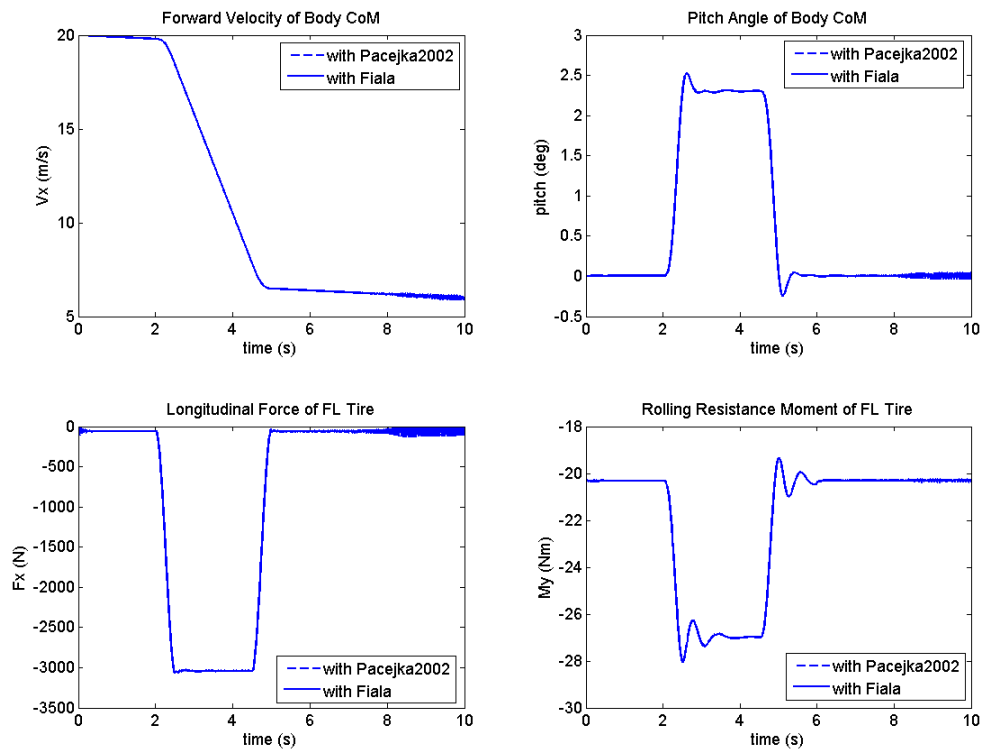 Forward Velocity of Body CoM
20
15
10
5
Vx (m/s)
0 2 4 6 8 10
time (s)
with Pacejka2002
with Fiala
Pitch Angle of Body CoM
3
2.5
2
1.5
1
0.5
0
-0.5
pitch (deg)
0 2 4 6 8 10
time (s)
with Pacejka2002
with Fiala
Longitudinal Force of FL Tire
0
-500
-1000
-1500
-2000
-2500
-3000
-3500
Fx (N)
0 2 4 6 8 10
time (s)
with Pacejka2002
with Fiala
Rolling Resistance Moment of FL Tire
-18
-20
-22
-24
-26
-28
-30
My (Nm)
0 2 4 6 8 10
time (s)
with Pacejka2002
with Fiala